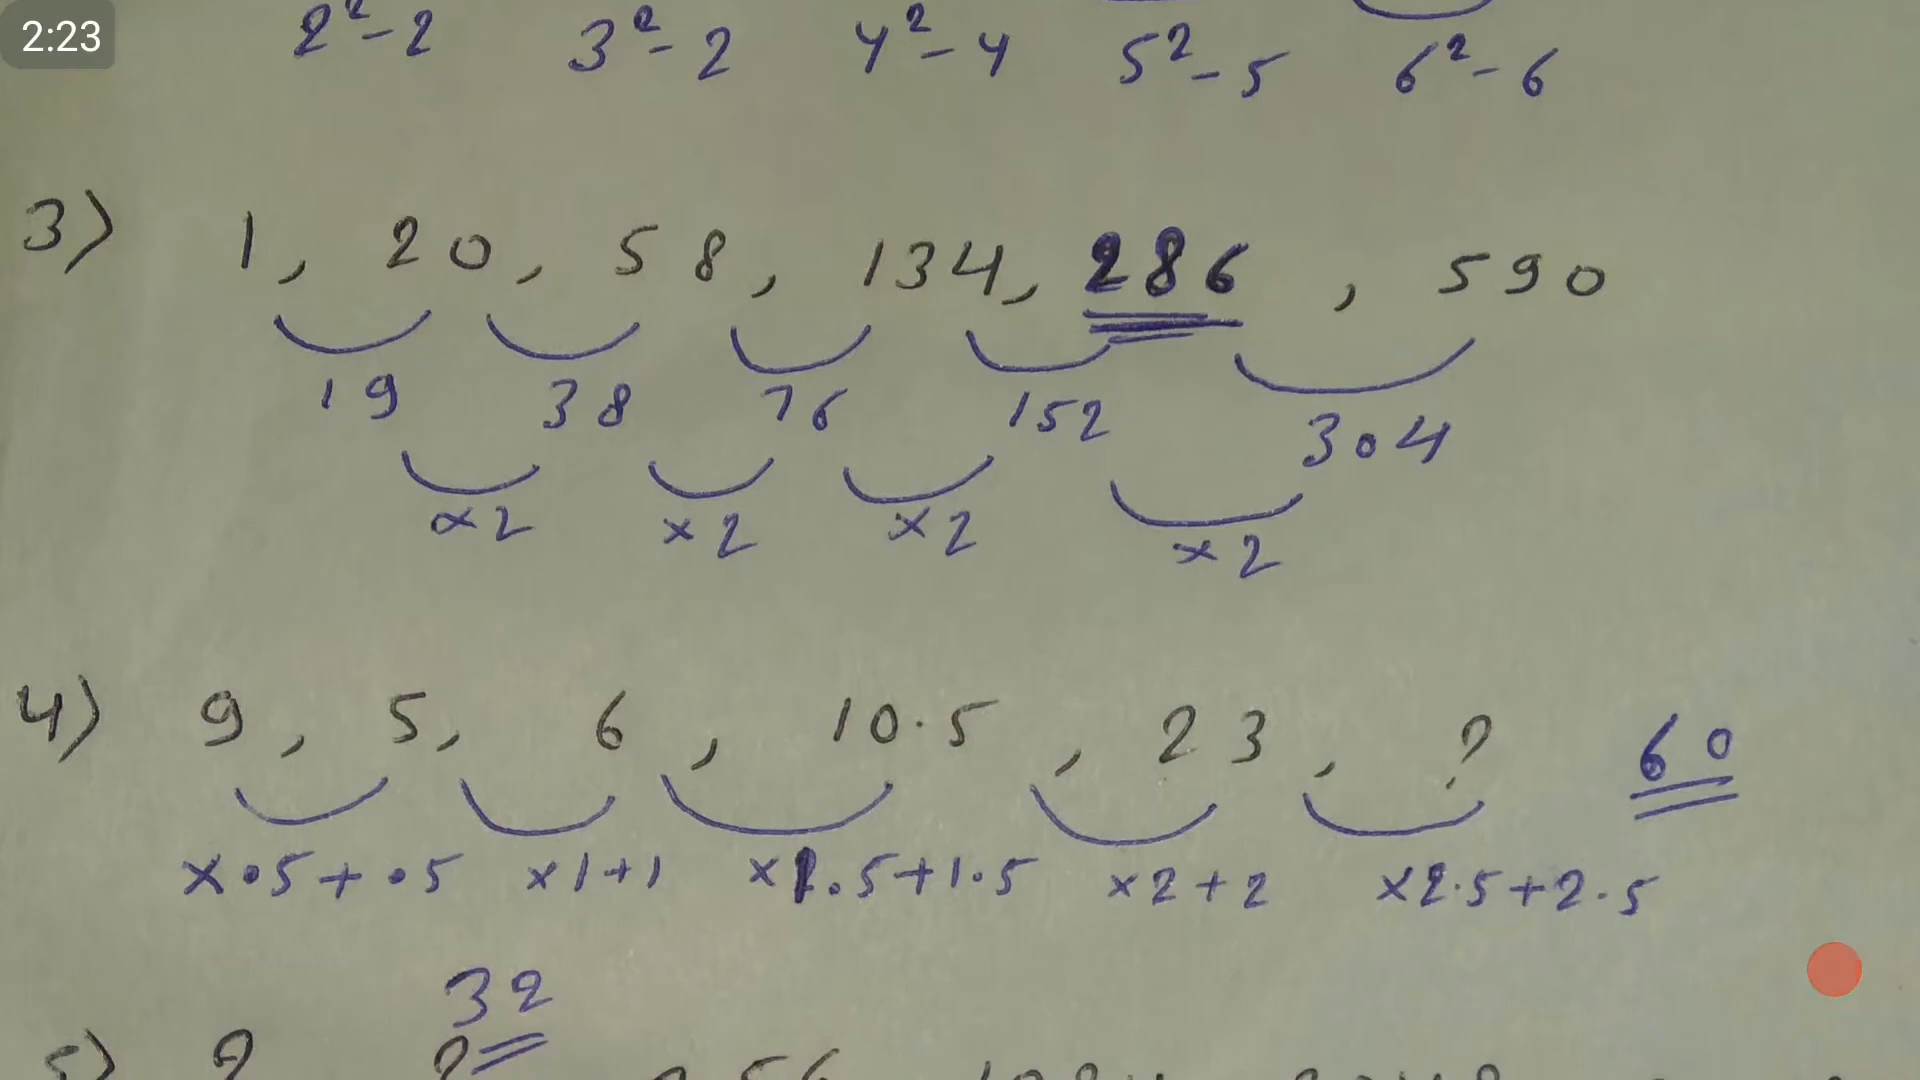 2:23
2²-2 3²-2 4²-4 5²-5 6²-6
3) 1, 20, 58, 134, 286, 590
19 38 76 152 304
×2 ×2 ×2 ×2
4) 9, 5, 6, 10.5, 23, ? 60
×.5+.5 ×1+1 ×1.5+1.5 ×2+2 ×2.5+2.5
32
5) ? ?